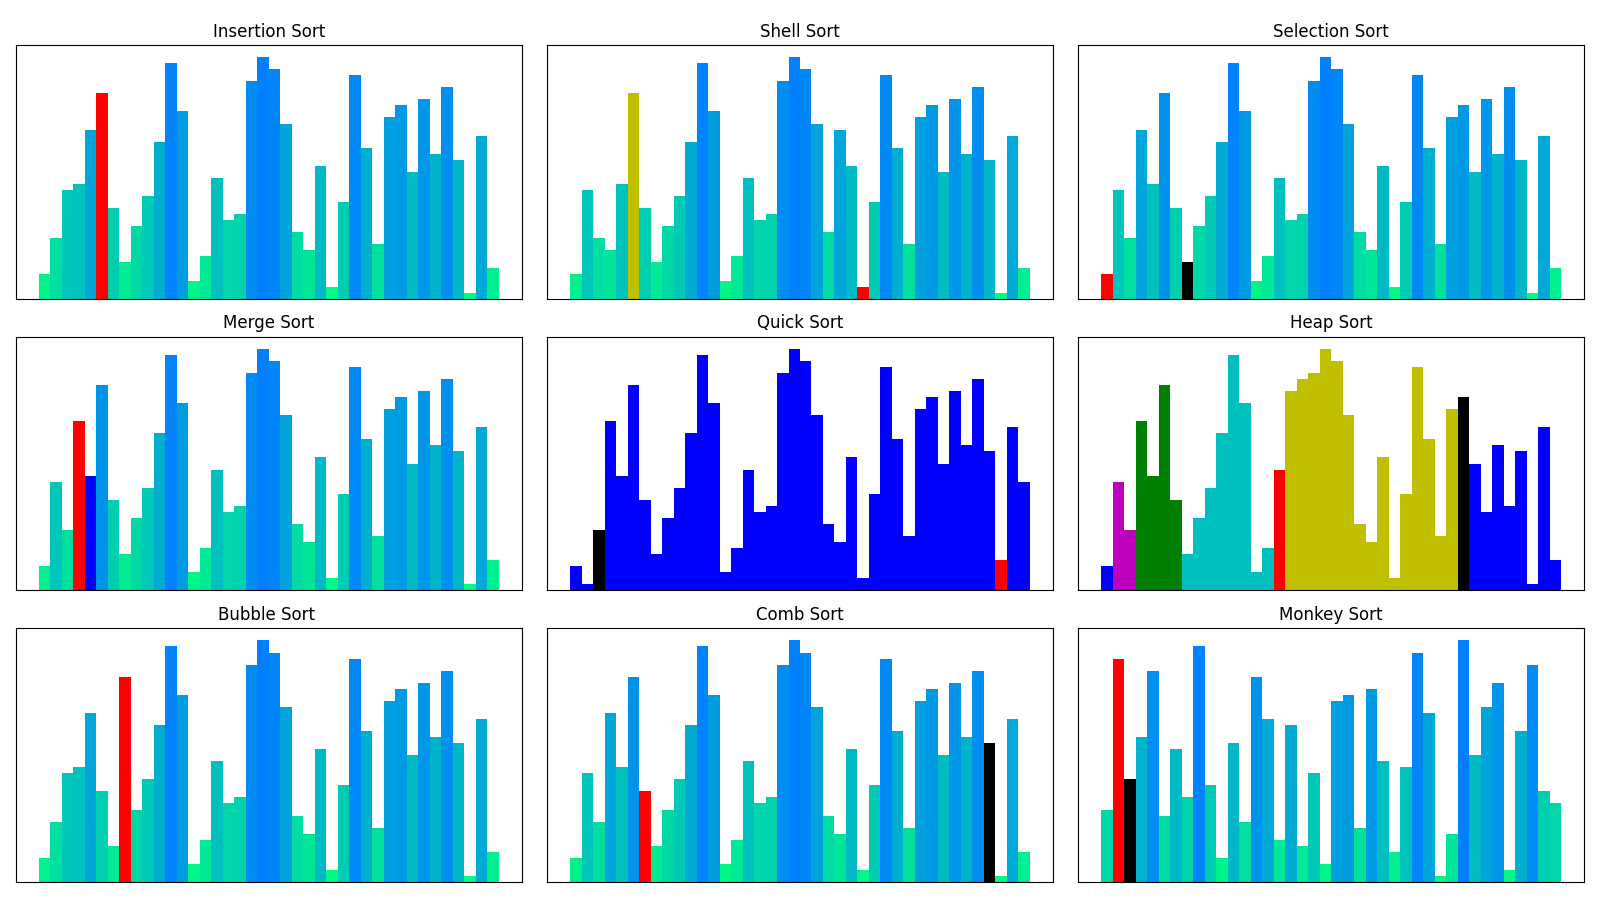 Insertion Sort
Shell Sort
Selection Sort
Merge Sort
Quick Sort
Heap Sort
Bubble Sort
Comb Sort
Monkey Sort